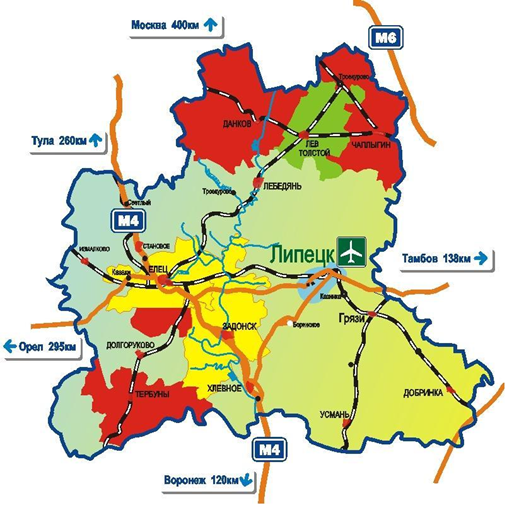 Москва 400км
М6
Троекурово
ДАНКОВ
ЛЕВ
ТОЛСТОЙ
ЧАПЛЫГИН
Тула 260км
Троекурово
ЛЕБЕДЯНЬ
Светлый
М4
СТАНОВОЕ
ИЗМАЛКОВО
Казаки
ЕЛЕЦ
Липецк
Тамбов 138км
Казинка
Грязи
Боринское
ЗАДОНСК
Орел 295км
ДОЛГОРУКОВО
ХЛЕВНОЕ
ТЕРБУНЫ
ДОБРИНКА
УСМАНЬ
М4
Воронеж 120км